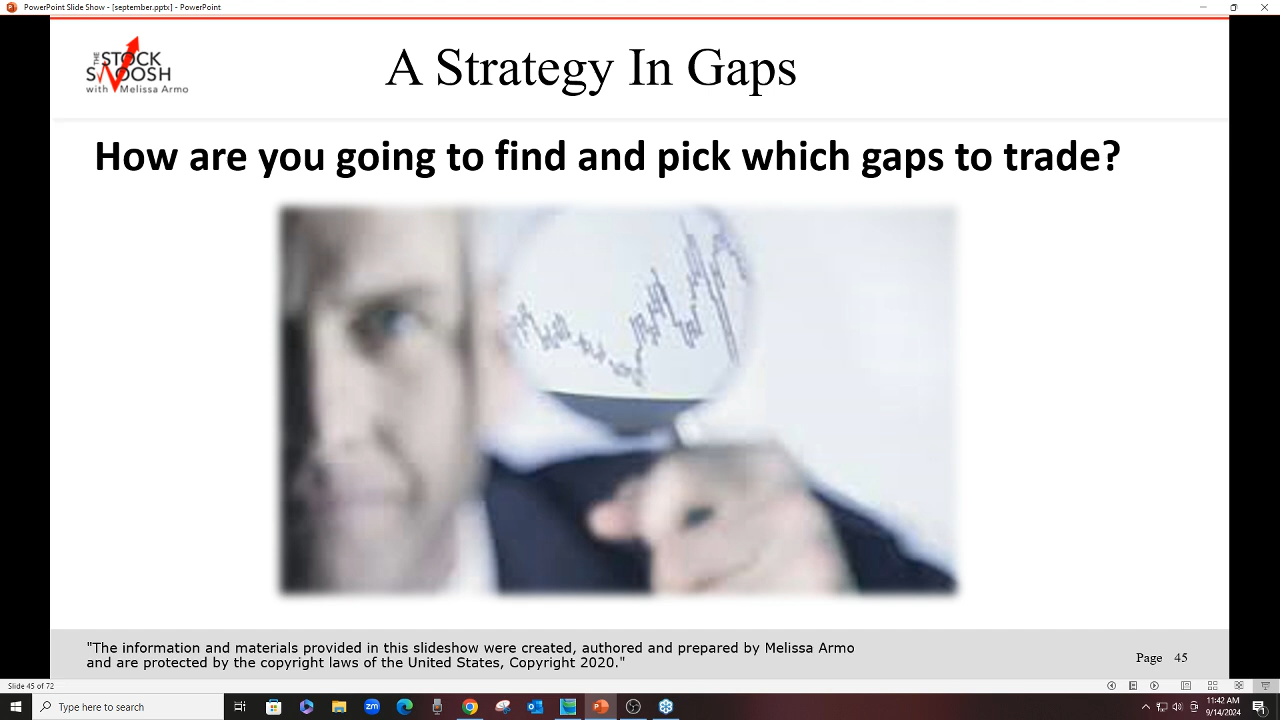 PowerPoint Slide Show - [september.pptx] - PowerPoint
THE
STOCK
SWOOSH
with Melissa Armo
A Strategy In Gaps
How are you going to find and pick which gaps to trade?
"The information and materials provided in this slideshow were created, authored and prepared by Melissa Armo
and are protected by the copyright laws of the United States, Copyright 2020."
Page 45
Slide 45 of 72
Type here to search
zm
11:42 AM
9/14/2024